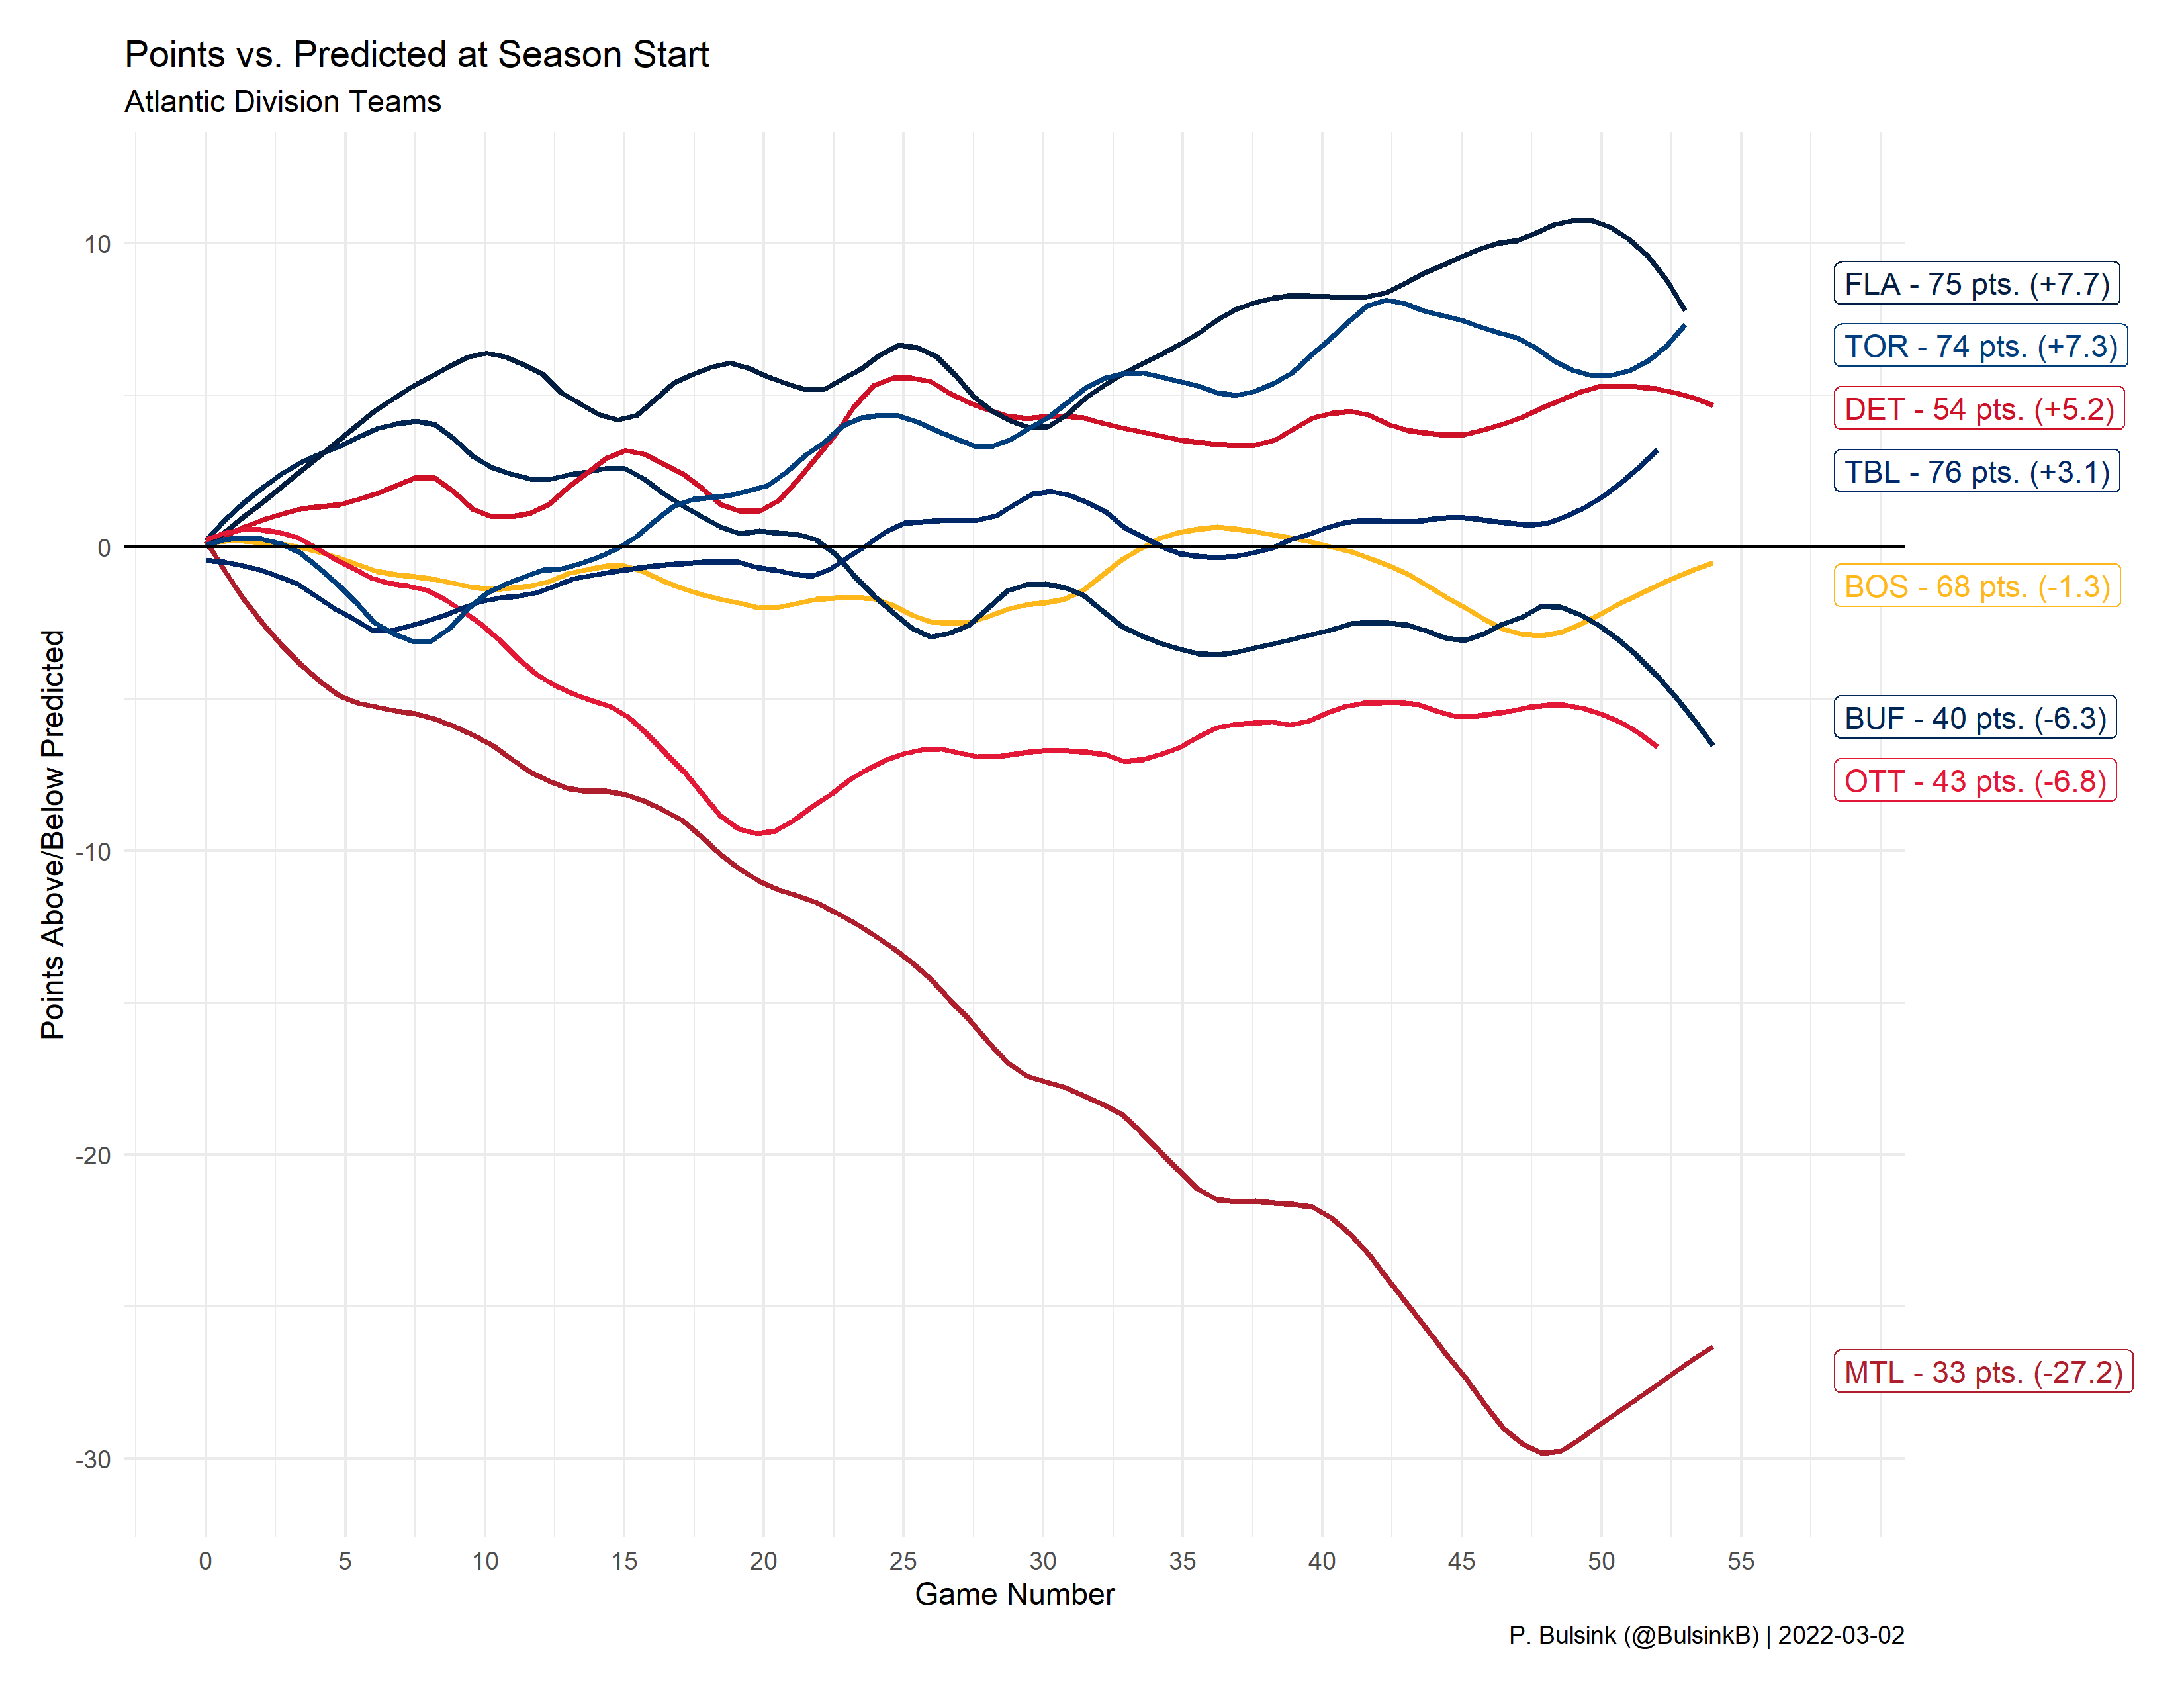 Points vs. Predicted at Season Start
Atlantic Division Teams
Points Above/Below Predicted
10
0
-10
-20
-30
FLA - 75 pts. (+7.7)
TOR - 74 pts. (+7.3)
DET - 54 pts. (+5.2)
TBL - 76 pts. (+3.1)
BOS - 68 pts. (-1.3)
BUF - 40 pts. (-6.3)
OTT - 43 pts. (-6.8)
MTL - 33 pts. (-27.2)
0 5 10 15 20 25 30 35 40 45 50 55
Game Number
P. Bulsink (@BulsinkB) | 2022-03-02